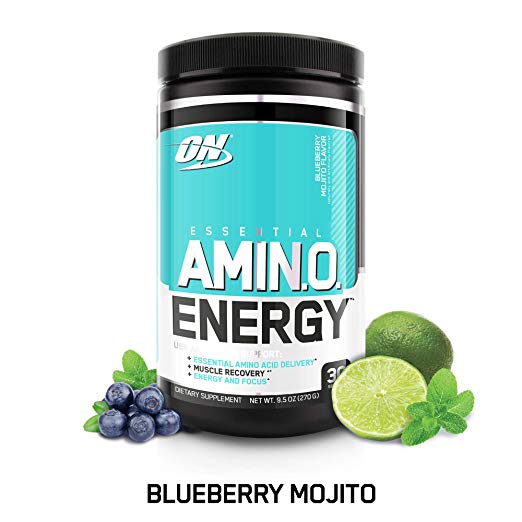 ON
BLUEBERRY
MOJITO FLAVOR
ESSENTIAL
AMIN.O.
ENERGY
SUPPORT:
+ ESSENTIAL AMINO ACID DELIVERY*
+ MUSCLE RECOVERY *
+ ENERGY AND FOCUS*
DIETARY SUPPLEMENT NET WT. 9.5 OZ (270 G)
BLUEBERRY MOJITO